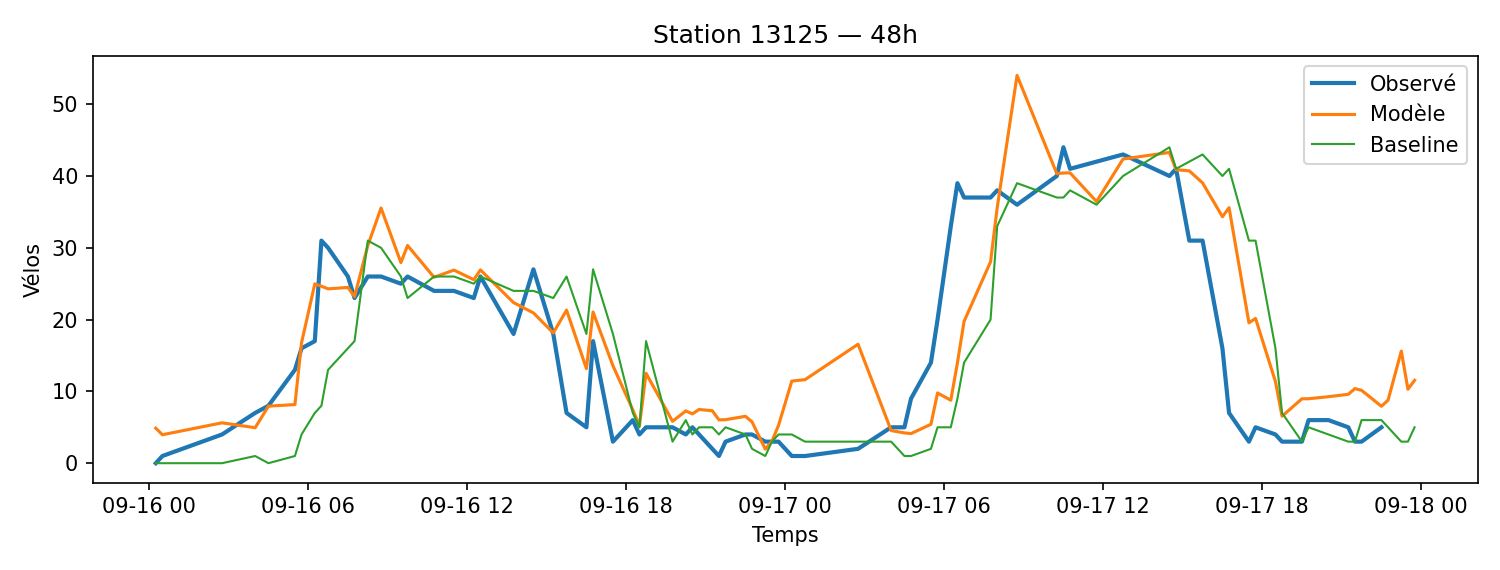 Station 13125 — 48h
Observé
Modèle
Baseline
Vélos
50
40
30
20
10
0
09-16 00
09-16 06
09-16 12
09-16 18
09-17 00
09-17 06
09-17 12
09-17 18
09-18 00
Temps